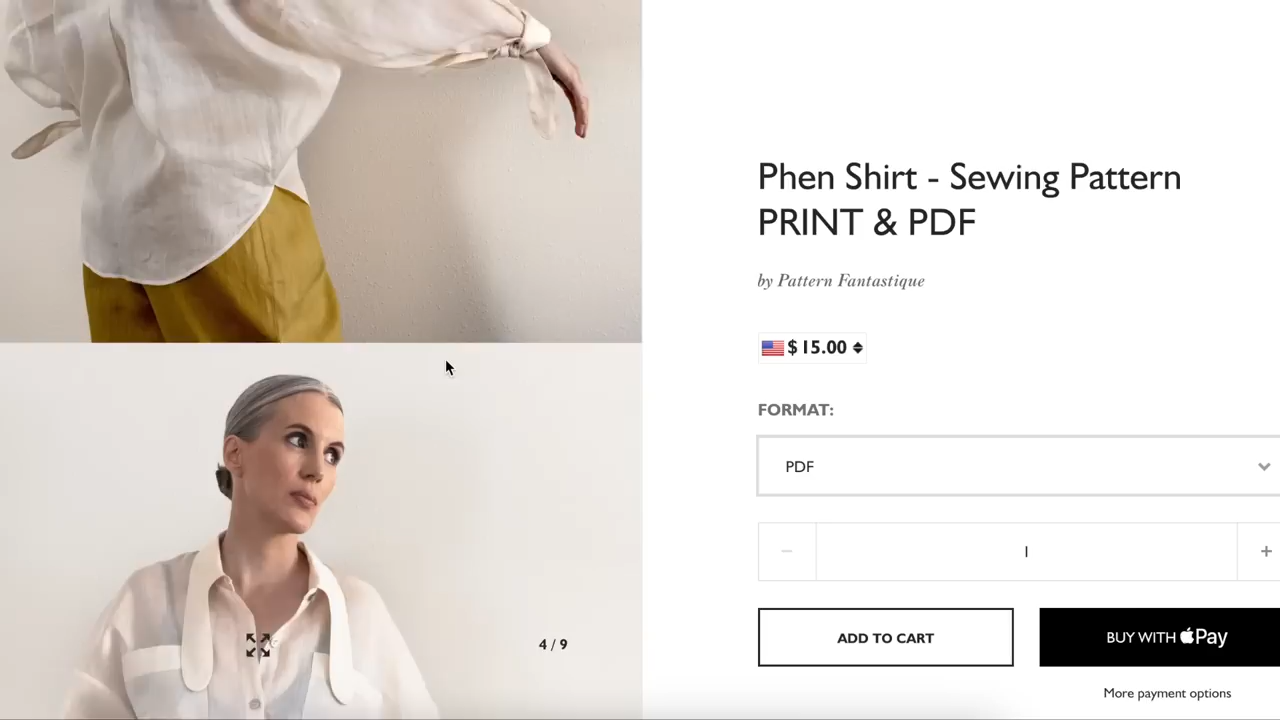 Phen Shirt - Sewing Pattern
PRINT & PDF
by Pattern Fantastique
$ 15.00
FORMAT:
PDF
− 1 +
4 / 9
ADD TO CART
BUY WITH Pay
More payment options